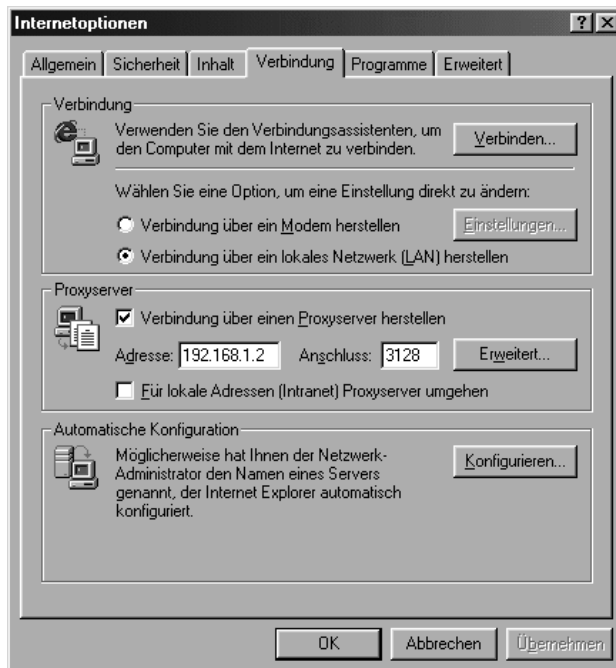 Internetoptionen
Allgemein Sicherheit Inhalt Verbindung Programme Erweitert
Verbindung
Verwenden Sie den Verbindungsassistenten, um
den Computer mit dem Internet zu verbinden.
Verbinden...
Wählen Sie eine Option, um eine Einstellung direkt zu ändern:
Verbindung über ein Modem herstellen
Einstellungen...
Verbindung über ein lokales Netzwerk (LAN) herstellen
Proxyserver
Verbindung über einen Proxyserver herstellen
Adresse: 192.168.1.2 Anschluss: 3128 Erweitert...
Für lokale Adressen (Intranet) Proxyserver umgehen
Automatische Konfiguration
Möglicherweise hat Ihnen der Netzwerk-
Administrator den Namen eines Servers
genannt, der Internet Explorer automatisch
konfiguriert.
Konfigurieren...
OK Abbrechen Übernehmen